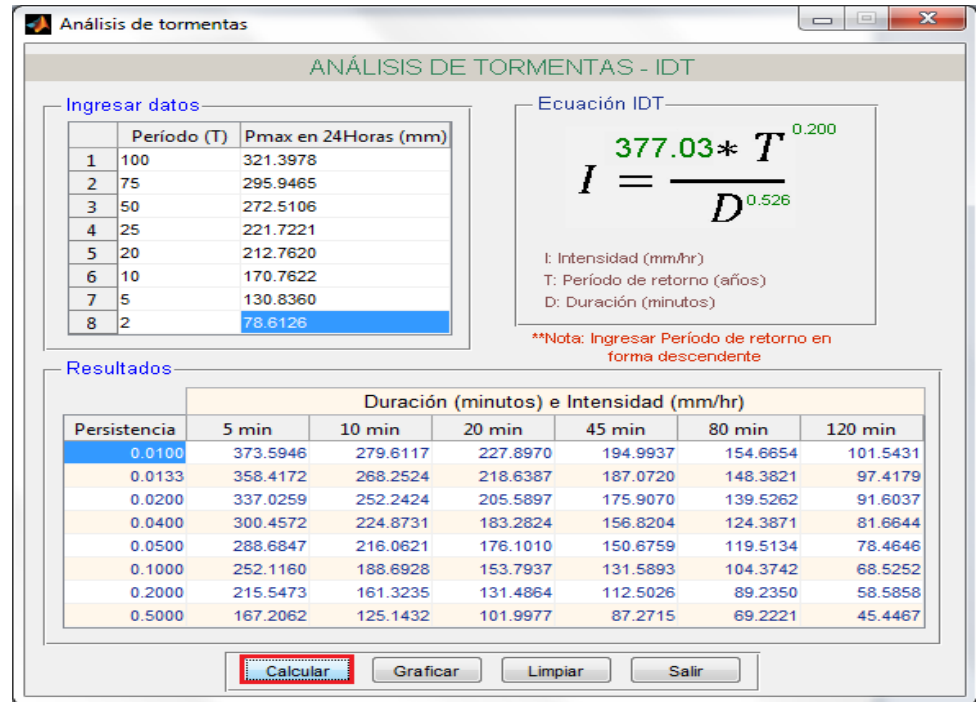 Análisis de tormentas
ANÁLISIS DE TORMENTAS - IDT
Ingresar datos
Período (T) Pmax en 24Horas (mm)
1 100 321.3978
2 75 295.9465
3 50 272.5106
4 25 221.7221
5 20 212.7620
6 10 170.7622
7 5 130.8360
8 2 78.6126
Ecuación IDT
I = 377.03* T^0.200 / D^0.526
I: Intensidad (mm/hr)
T: Período de retorno (años)
D: Duración (minutos)
**Nota: Ingresar Período de retorno en
forma descendente
Resultados
Duración (minutos) e Intensidad (mm/hr)
Persistencia 5 min 10 min 20 min 45 min 80 min 120 min
0.0100 373.5946 279.6117 227.8970 194.9937 154.6654 101.5431
0.0133 358.4172 268.2524 218.6387 187.0720 148.3821 97.4179
0.0200 337.0259 252.2424 205.5897 175.9070 139.5262 91.6037
0.0400 300.4572 224.8731 183.2824 156.8204 124.3871 81.6644
0.0500 288.6847 216.0621 176.1010 150.6759 119.5134 78.4646
0.1000 252.1160 188.6928 153.7937 131.5893 104.3742 68.5252
0.2000 215.5473 161.3235 131.4864 112.5026 89.2350 58.5858
0.5000 167.2062 125.1432 101.9977 87.2715 69.2221 45.4467
Calcular Graficar Limpiar Salir